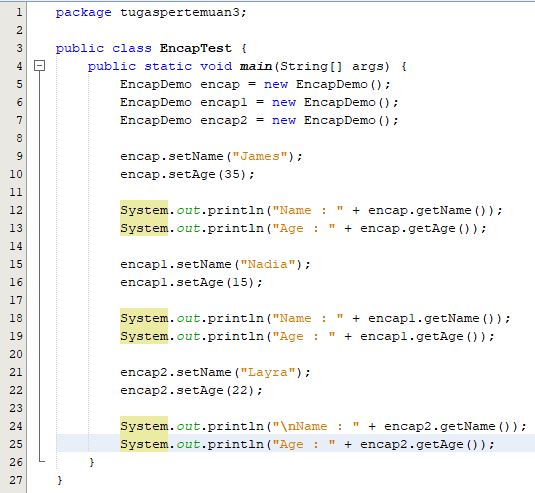 1 package tugaspertemuan3;
2
3 public class EncapTest {
4 public static void main(String[] args) {
5 EncapDemo encap = new EncapDemo();
6 EncapDemo encap1 = new EncapDemo();
7 EncapDemo encap2 = new EncapDemo();
8
9 encap.setName("James");
10 encap.setAge(35);
11
12 System.out.println("Name : " + encap.getName());
13 System.out.println("Age : " + encap.getAge());
14
15 encap1.setName("Nadia");
16 encap1.setAge(15);
17
18 System.out.println("Name : " + encap1.getName());
19 System.out.println("Age : " + encap1.getAge());
20
21 encap2.setName("Layra");
22 encap2.setAge(22);
23
24 System.out.println("\nName : " + encap2.getName());
25 System.out.println("Age : " + encap2.getAge());
26 }
27 }